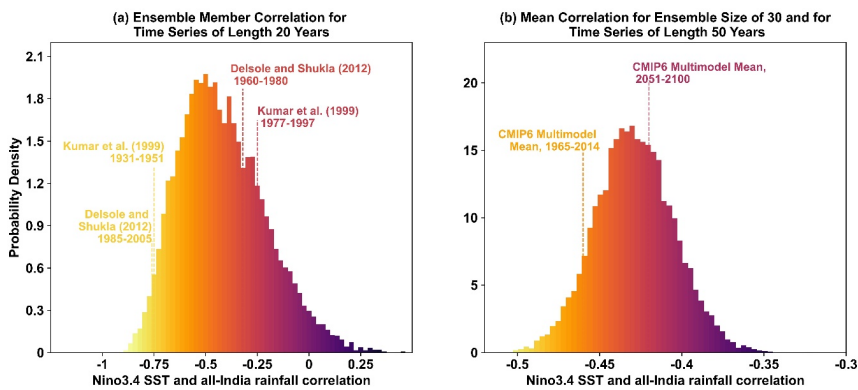 (a) Ensemble Member Correlation for
Time Series of Length 20 Years
2.1
1.8
1.5
1.2
0.9
0.6
0.3
0
Probability Density
Delsole and Shukla (2012)
1960-1980
Kumar et al. (1999)
1977-1997
Kumar et al. (1999)
1931-1951
Delsole and
Shukla (2012)
1985-2005
-1
-0.75
-0.5
-0.25
0
0.25
Nino3.4 SST and all-India rainfall correlation
(b) Mean Correlation for Ensemble Size of 30 and for
Time Series of Length 50 Years
20
15
10
5
0
CMIP6 Multimodel Mean,
2051-2100
CMIP6 Multimodel
Mean, 1965-2014
-0.5
-0.45
-0.4
-0.35
-0.3
Nino3.4 SST and all-India rainfall correlation